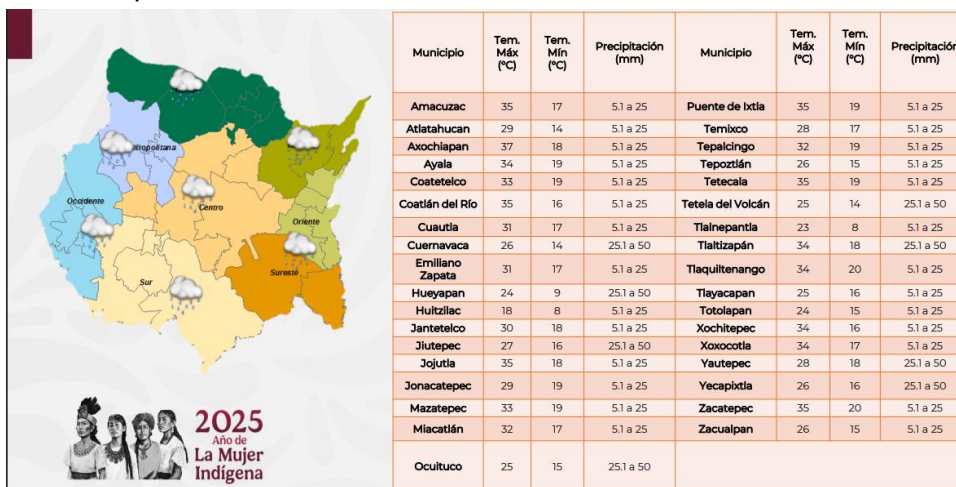 Metropolitana
Occidente
Centro
Oriente
Sureste
Sur
2025
Año de
La Mujer
Indígena
Municipio Tem. Máx (°C) Tem. Mín (°C) Precipitación (mm) Municipio Tem. Máx (°C) Tem. Mín (°C) Precipitación (mm)
Amacuzac 35 17 5.1 a 25 Puente de Ixtla 35 19 5.1 a 25
Atlatahucan 29 14 5.1 a 25 Temixco 28 17 5.1 a 25
Axochiapan 37 18 5.1 a 25 Tepalcingo 32 19 5.1 a 25
Ayala 34 19 5.1 a 25 Tepoztlán 26 15 5.1 a 25
Coatetelco 33 19 5.1 a 25 Tetecala 35 19 5.1 a 25
Coatlán del Río 35 16 5.1 a 25 Tetela del Volcán 25 14 25.1 a 50
Cuautla 31 17 5.1 a 25 Tlalnepantla 23 8 5.1 a 25
Cuernavaca 26 14 25.1 a 50 Tlaltizapán 34 18 25.1 a 50
Emiliano Zapata 31 17 5.1 a 25 Tlaquiltenango 34 20 5.1 a 25
Hueyapan 24 9 25.1 a 50 Tlayacapan 25 16 5.1 a 25
Huitzilac 18 8 5.1 a 25 Totolapan 24 15 5.1 a 25
Jantetelco 30 18 5.1 a 25 Xochitepec 34 16 5.1 a 25
Jiutepec 27 16 25.1 a 50 Xoxocotla 34 17 5.1 a 25
Jojutla 35 18 5.1 a 25 Yautepec 28 18 25.1 a 50
Jonacatepec 29 19 5.1 a 25 Yecapixtla 26 16 25.1 a 50
Mazatepec 33 19 5.1 a 25 Zacatepec 35 20 5.1 a 25
Miacatlán 32 17 5.1 a 25 Zacualpan 26 15 5.1 a 25
Ocuituco 25 15 25.1 a 50